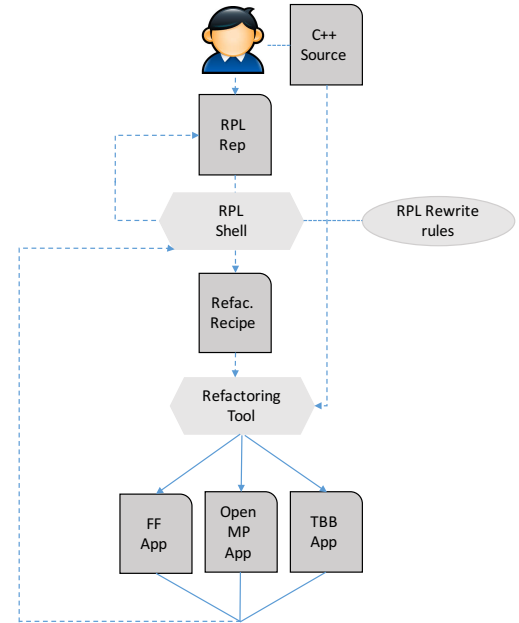 C++
Source
RPL
Rep
RPL
Shell
RPL Rewrite
rules
Refac.
Recipe
Refactoring
Tool
FF
App
Open
MP
App
TBB
App